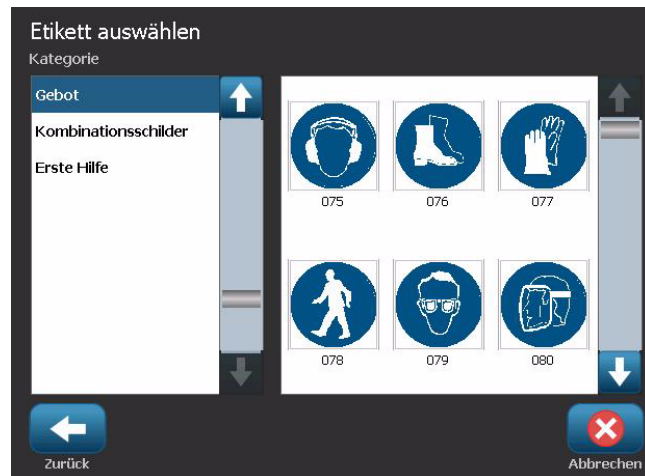 Etikett auswählen
Kategorie
Gebot
Kombinationsschilder
Erste Hilfe
075 076 077
078 079 080
Zurück
Abbrechen